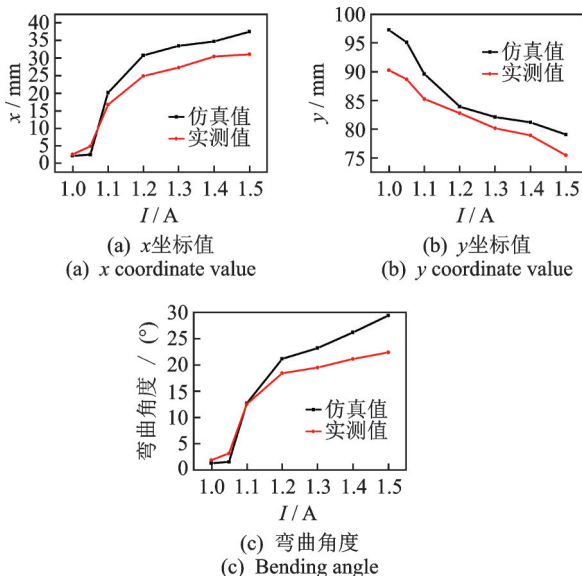 40
35
30
25
20
15
10
5
0
x / mm
仿真值
实测值
1.0 1.1 1.2 1.3 1.4 1.5
I / A
(a) x坐标值
(a) x coordinate value
100
95
90
85
80
75
y / mm
仿真值
实测值
1.0 1.1 1.2 1.3 1.4 1.5
I / A
(b) y坐标值
(b) y coordinate value
30
25
20
15
10
5
0
弯曲角度 / (°)
仿真值
实测值
1.0 1.1 1.2 1.3 1.4 1.5
I / A
(c) 弯曲角度
(c) Bending angle